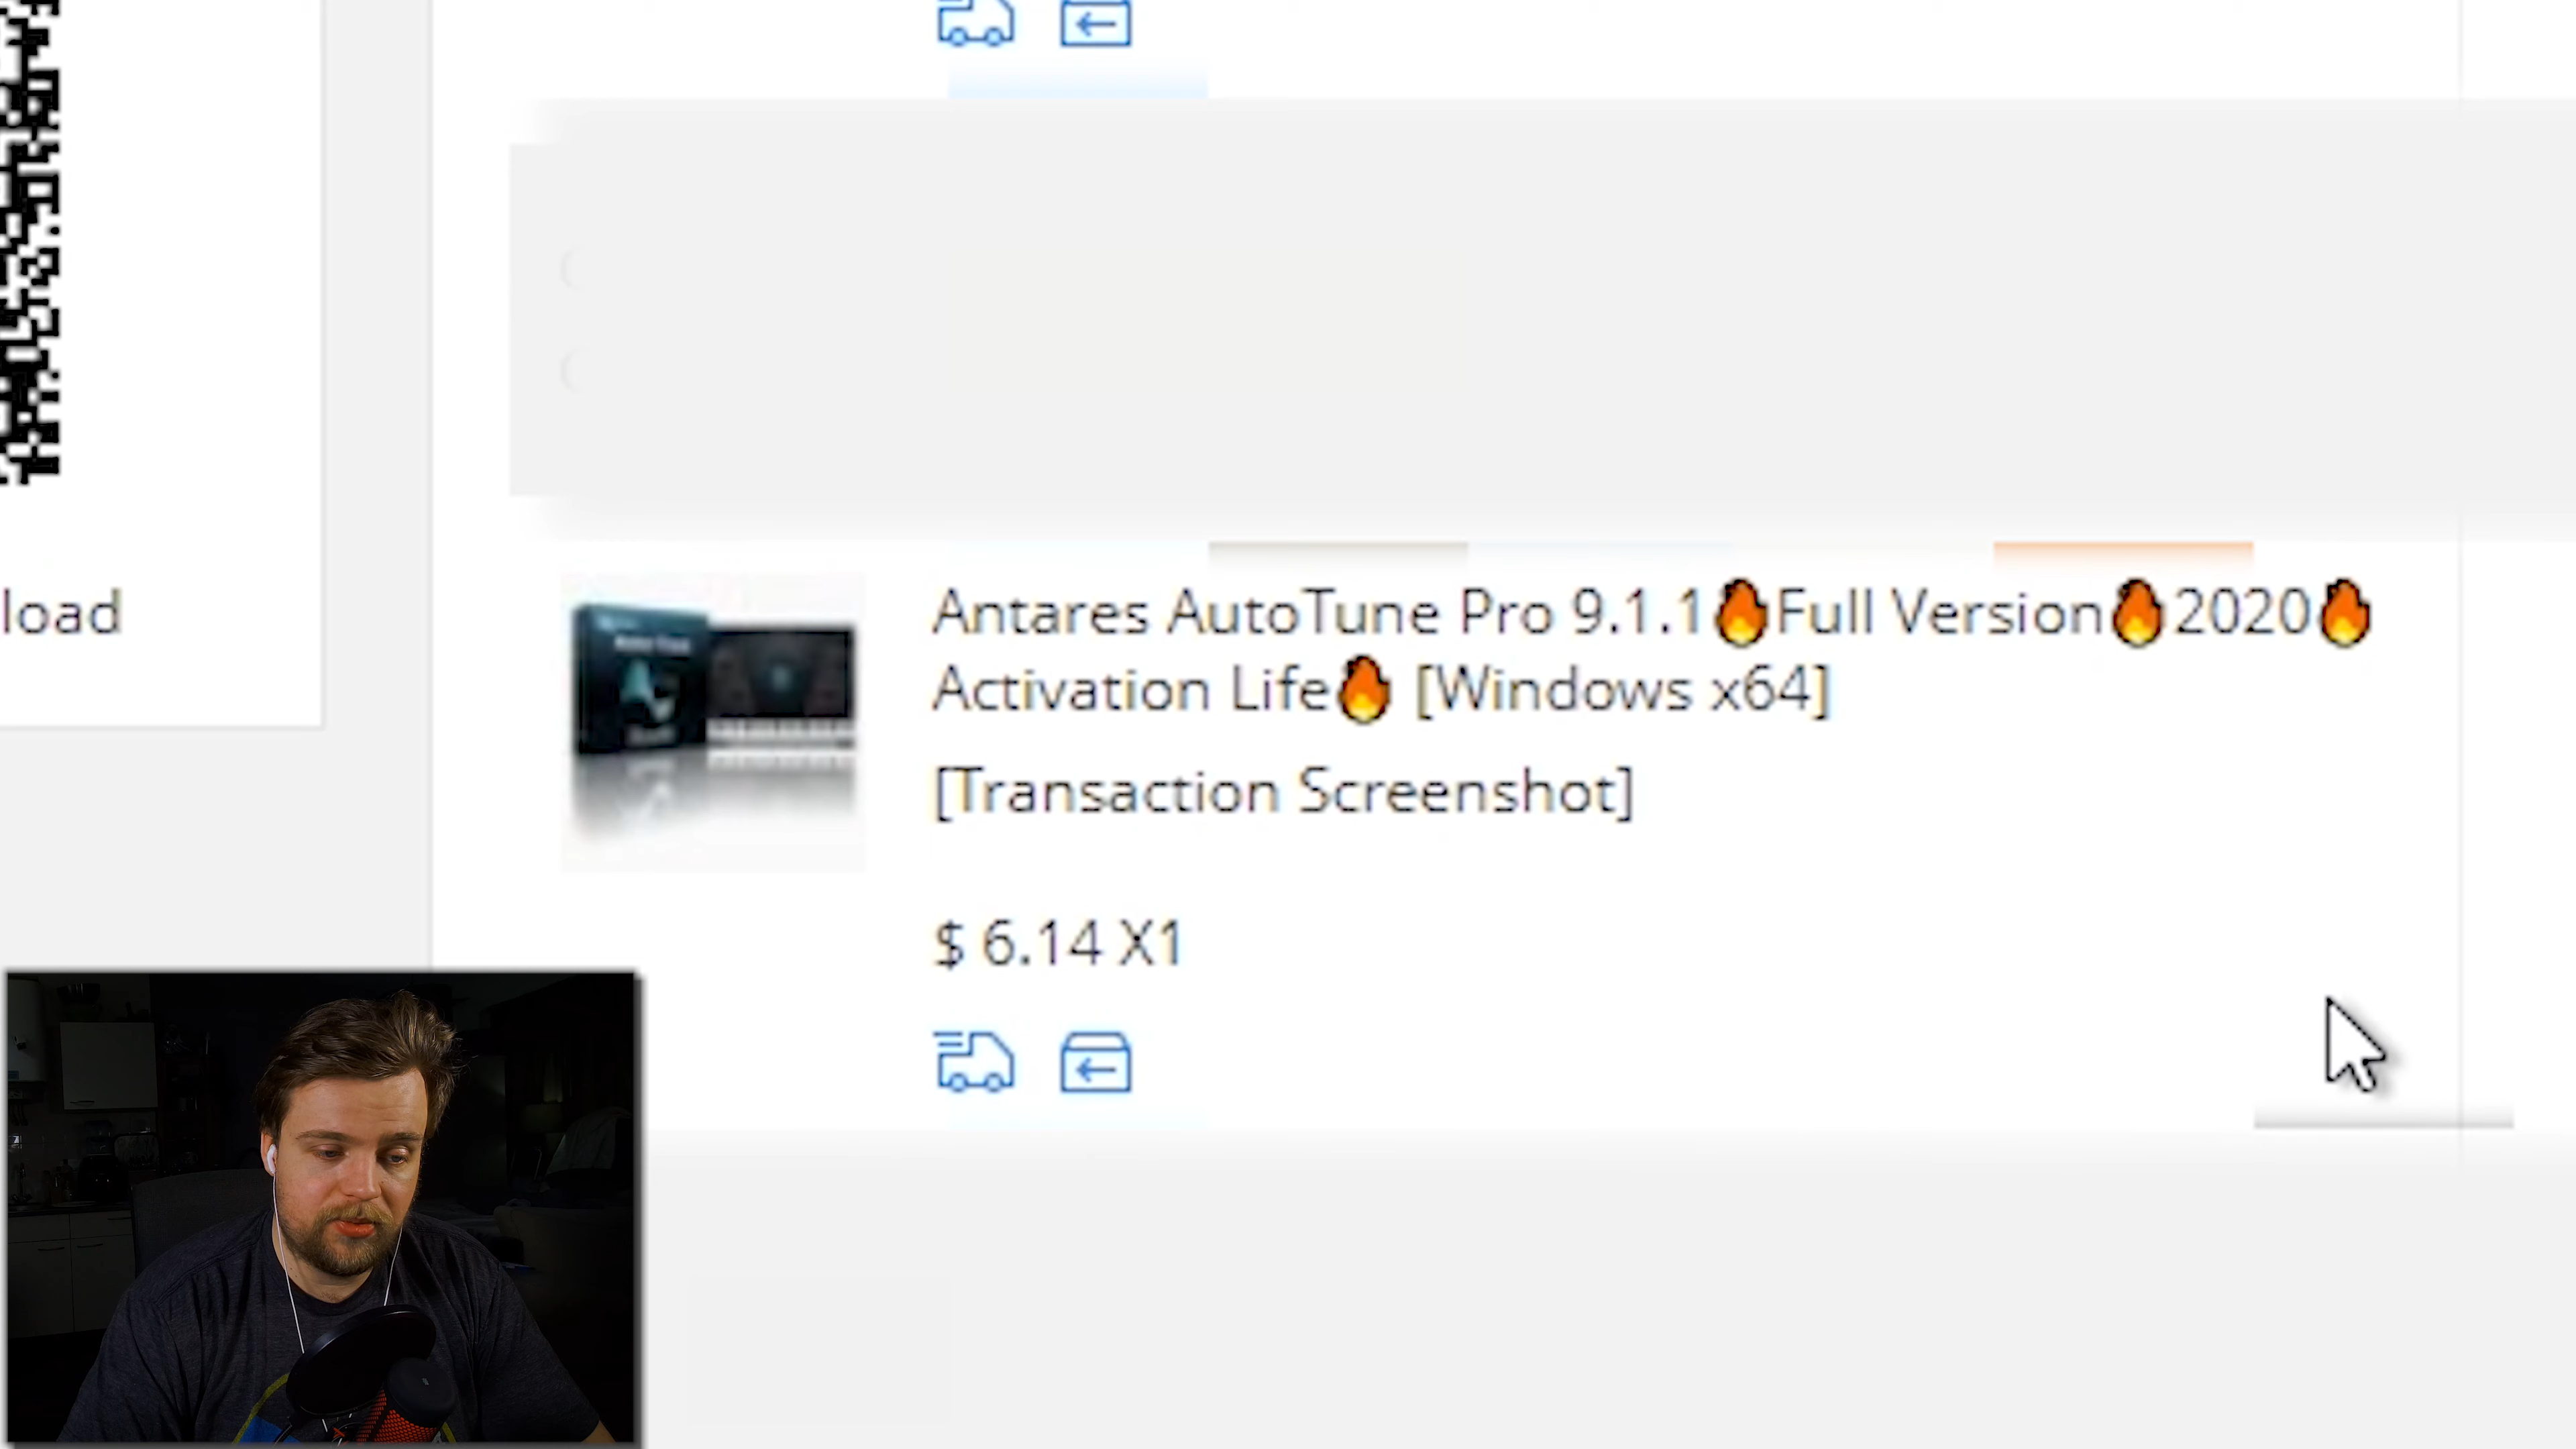 load
Antares AutoTune Pro 9.1.1🔥Full Version🔥2020🔥
Activation Life🔥 [Windows x64]
[Transaction Screenshot]
$ 6.14 X1